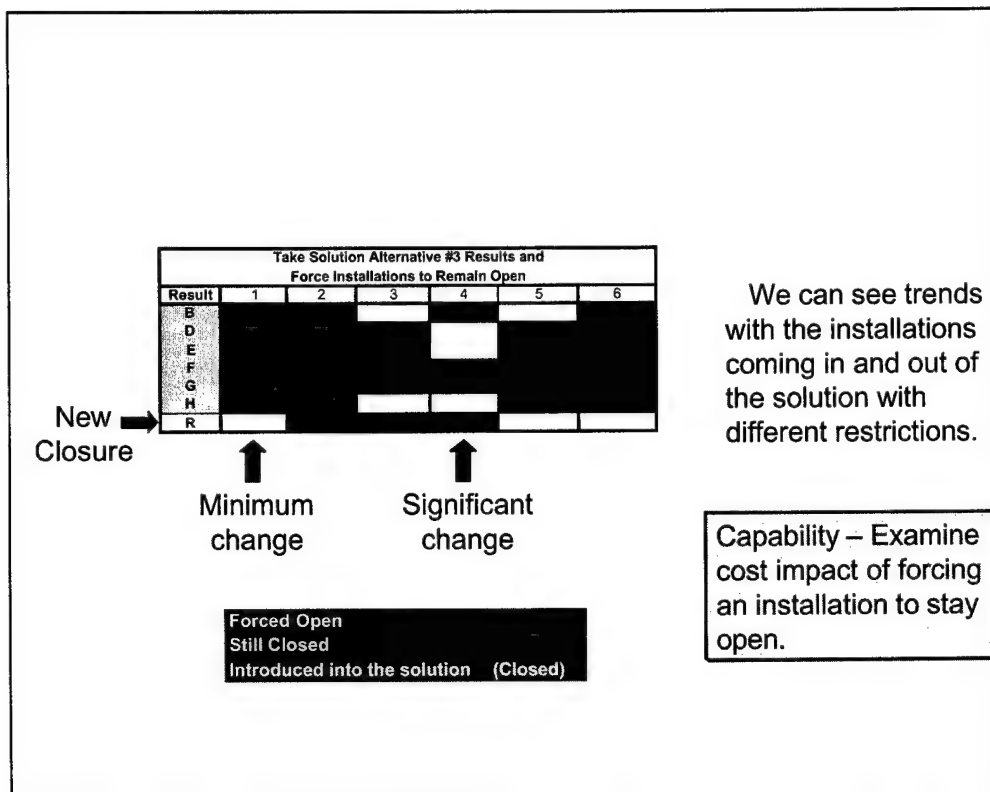 Take Solution Alternative #3 Results and
Force Installations to Remain Open
Result 1 2 3 4 5 6
B
D
E
F
G
H
R
New
Closure
Minimum
change
Significant
change
Forced Open
Still Closed
Introduced into the solution (Closed)
We can see trends
with the installations
coming in and out of
the solution with
different restrictions.
Capability – Examine
cost impact of forcing
an installation to stay
open.